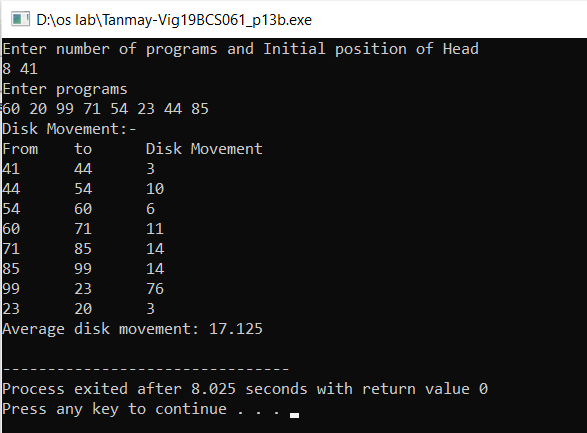 D:\os lab\Tanmay-Vig19BCS061_p13b.exe
Enter number of programs and Initial position of Head
8 41
Enter programs
60 20 99 71 54 23 44 85
Disk Movement:-
From to Disk Movement
41 44 3
44 54 10
54 60 6
60 71 11
71 85 14
85 99 14
99 23 76
23 20 3
Average disk movement: 17.125
--------------------------------
Process exited after 8.025 seconds with return value 0
Press any key to continue . . .